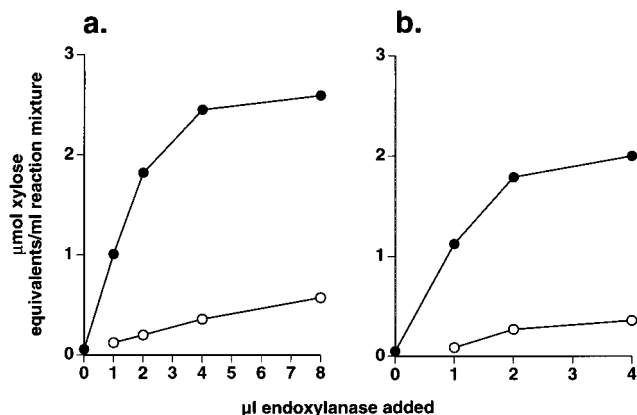 a.
b.
µmol xylose
equivalents/ml reaction mixture
3
2
1
0
0 1 2 3 4 5 6 7 8
3
2
1
0
0 1 2 3 4
µl endoxylanase added